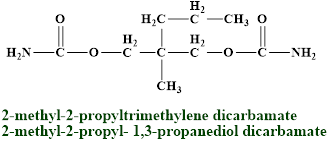 H2 H2C—C—CH3
O O
H2 H2
H2N—C—O—C—C—C—O—C—NH2
CH3
2-methyl-2-propyltrimethylene dicarbamate
2-methyl-2-propyl- 1,3-propanediol dicarbamate